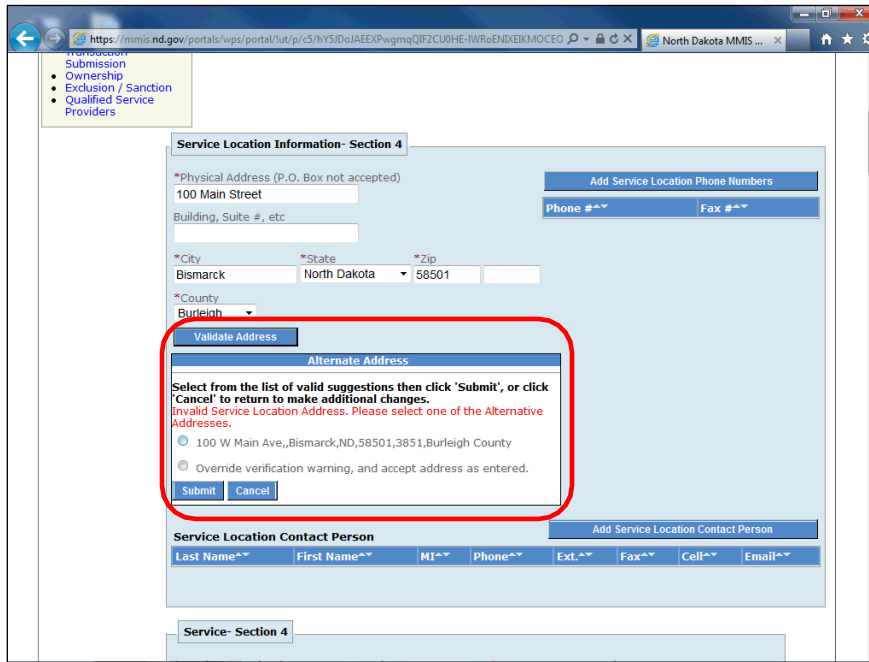 https://mmis.nd.gov/portals/wps/portal/!ut/p/c5/hY5JDoJAEEXPwgmqQIF2CU0HE-IWRoENIXEIKMOCEO
North Dakota MMIS ...
Transaction
Submission
Ownership
Exclusion / Sanction
Qualified Service
Providers
Service Location Information- Section 4
*Physical Address (P.O. Box not accepted)
100 Main Street
Add Service Location Phone Numbers
Building, Suite #, etc
Phone # Fax #
*City *State *Zip
Bismarck North Dakota 58501
*County
Burleigh
Validate Address
Alternate Address
Select from the list of valid suggestions then click 'Submit', or click
'Cancel' to return to make additional changes.
Invalid Service Location Address. Please select one of the Alternative
Addresses.
100 W Main Ave,,Bismarck,ND,58501,3851,Burleigh County
Override verification warning, and accept address as entered.
Submit Cancel
Service Location Contact Person
Add Service Location Contact Person
Last Name First Name MI Phone Ext. Fax Cell Email
Service- Section 4